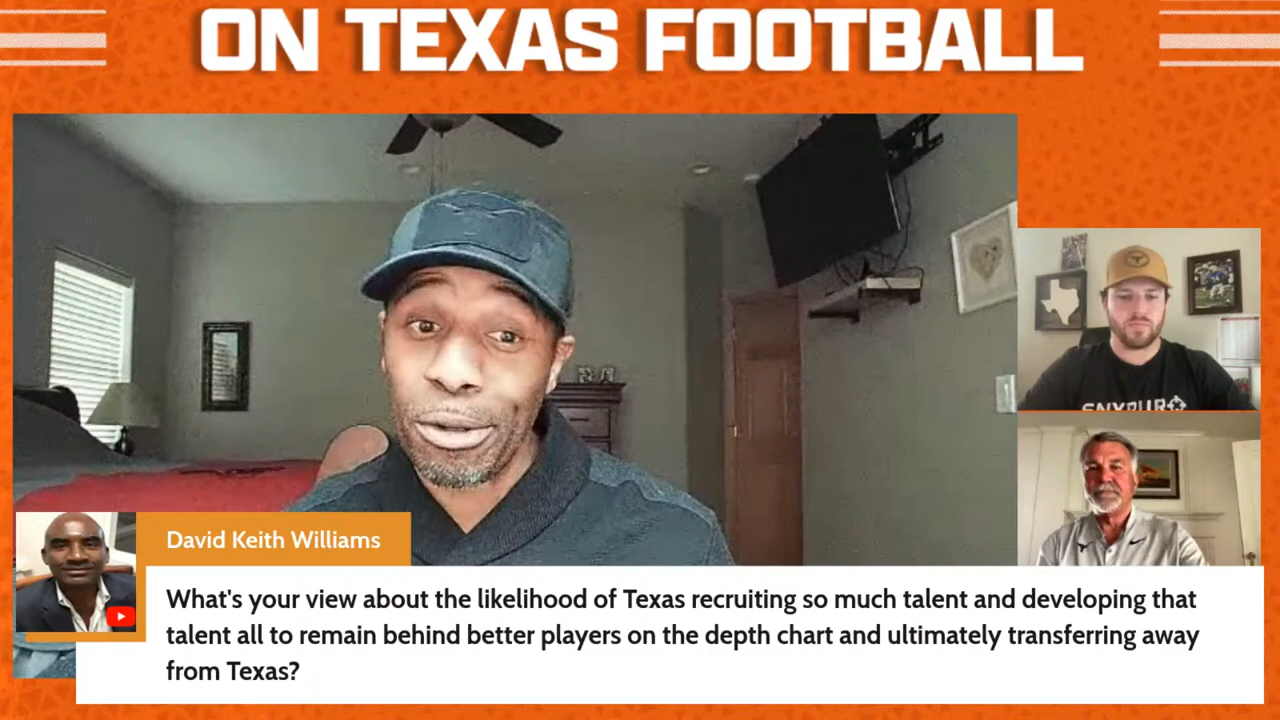 ON TEXAS FOOTBALL
David Keith Williams
What's your view about the likelihood of Texas recruiting so much talent and developing that
talent all to remain behind better players on the depth chart and ultimately transferring away
from Texas?